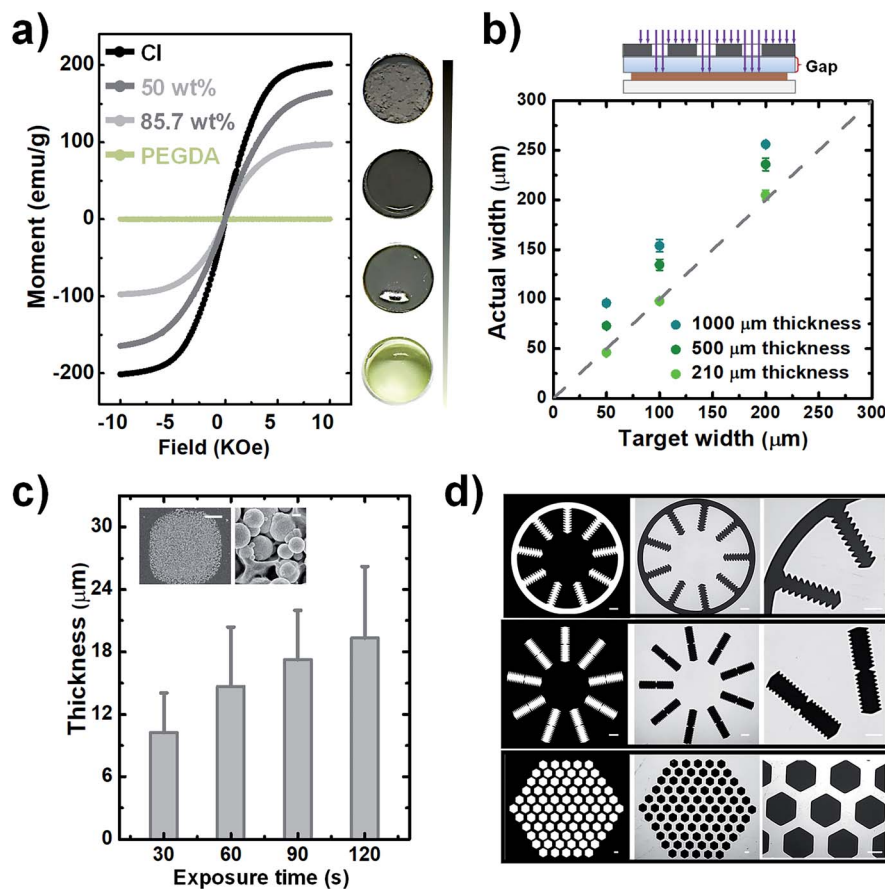 a)
CI
50 wt%
85.7 wt%
PEGDA
200
100
0
-100
-200
Moment (emu/g)
-10 -5 0 5 10
Field (KOe)
b)
Gap
300
250
200
150
100
50
0
Actual width (μm)
1000 μm thickness
500 μm thickness
210 μm thickness
0 50 100 150 200 250 300
Target width (μm)
c)
33
30
24
18
12
6
0
Thickness (μm)
30 60 90 120
Exposure time (s)
d)